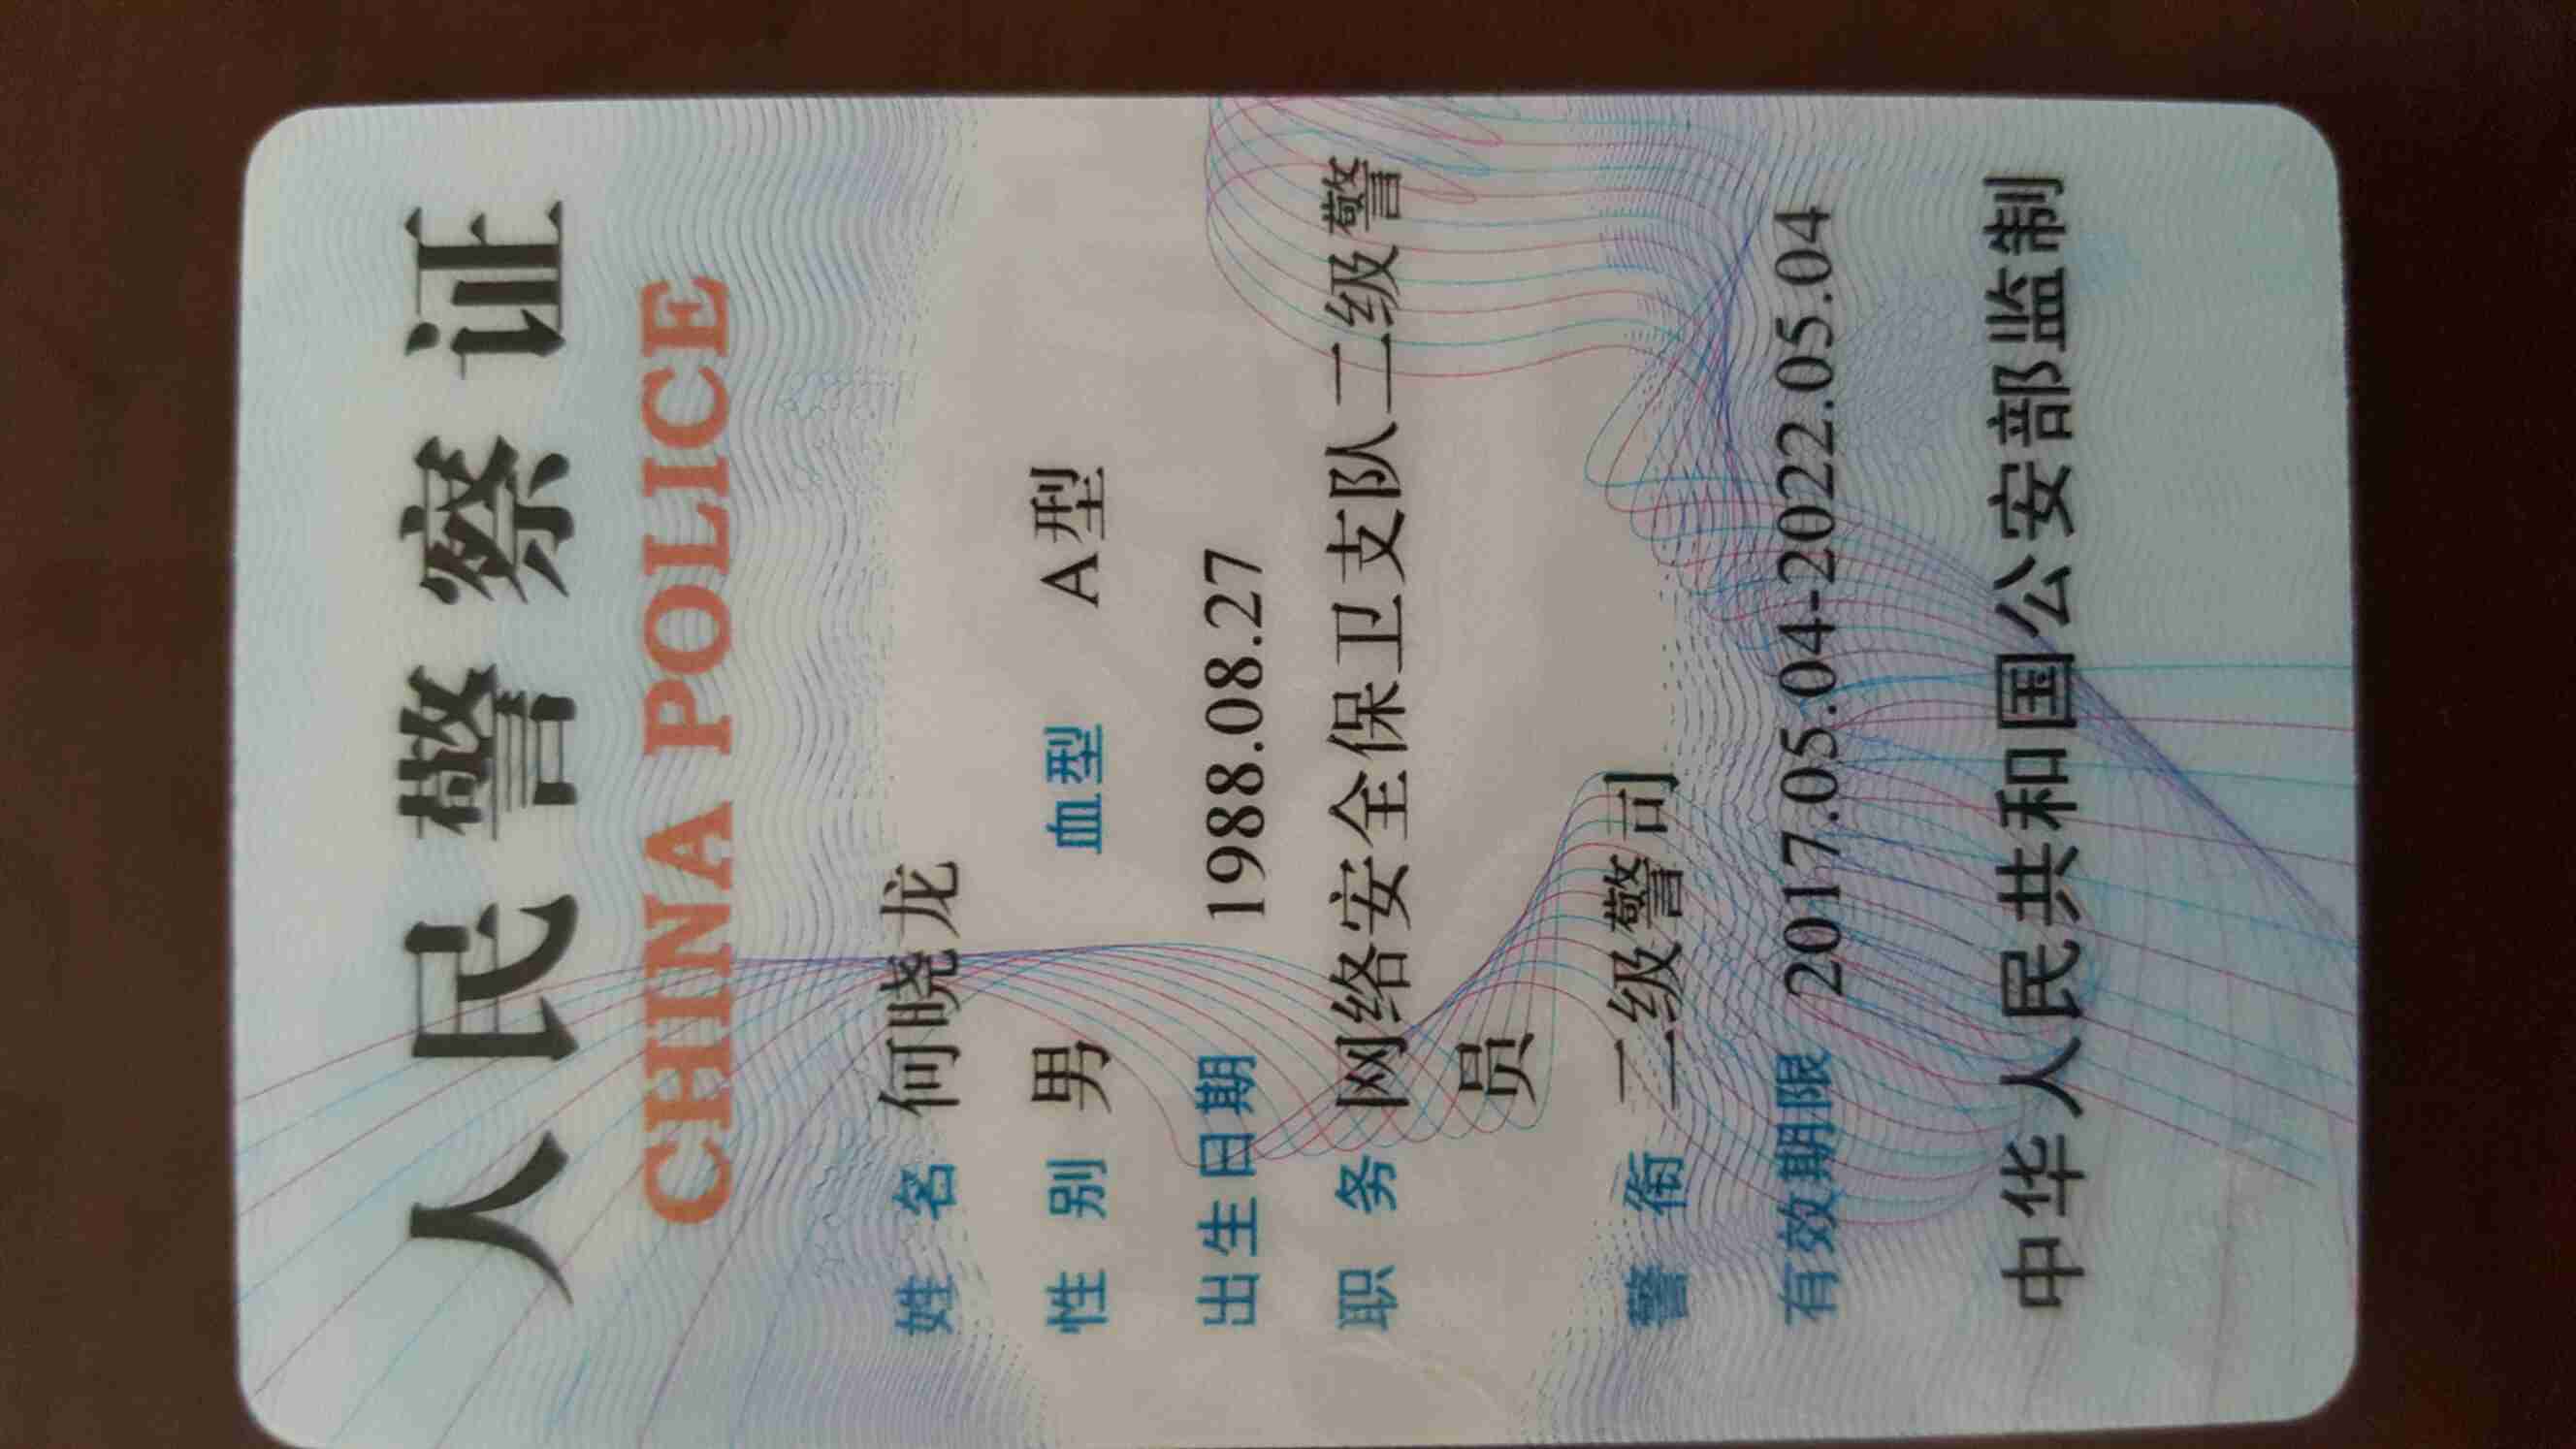 人民警察证
CHINA POLICE
姓 名 何晓龙
性 别 男 血型 A型
出生日期 1988.08.27
职 务 网络安全保卫支队二级警
员
警 衔 二级警司
有效期限 2017.05.04-2022.05.04
中华人民共和国公安部监制